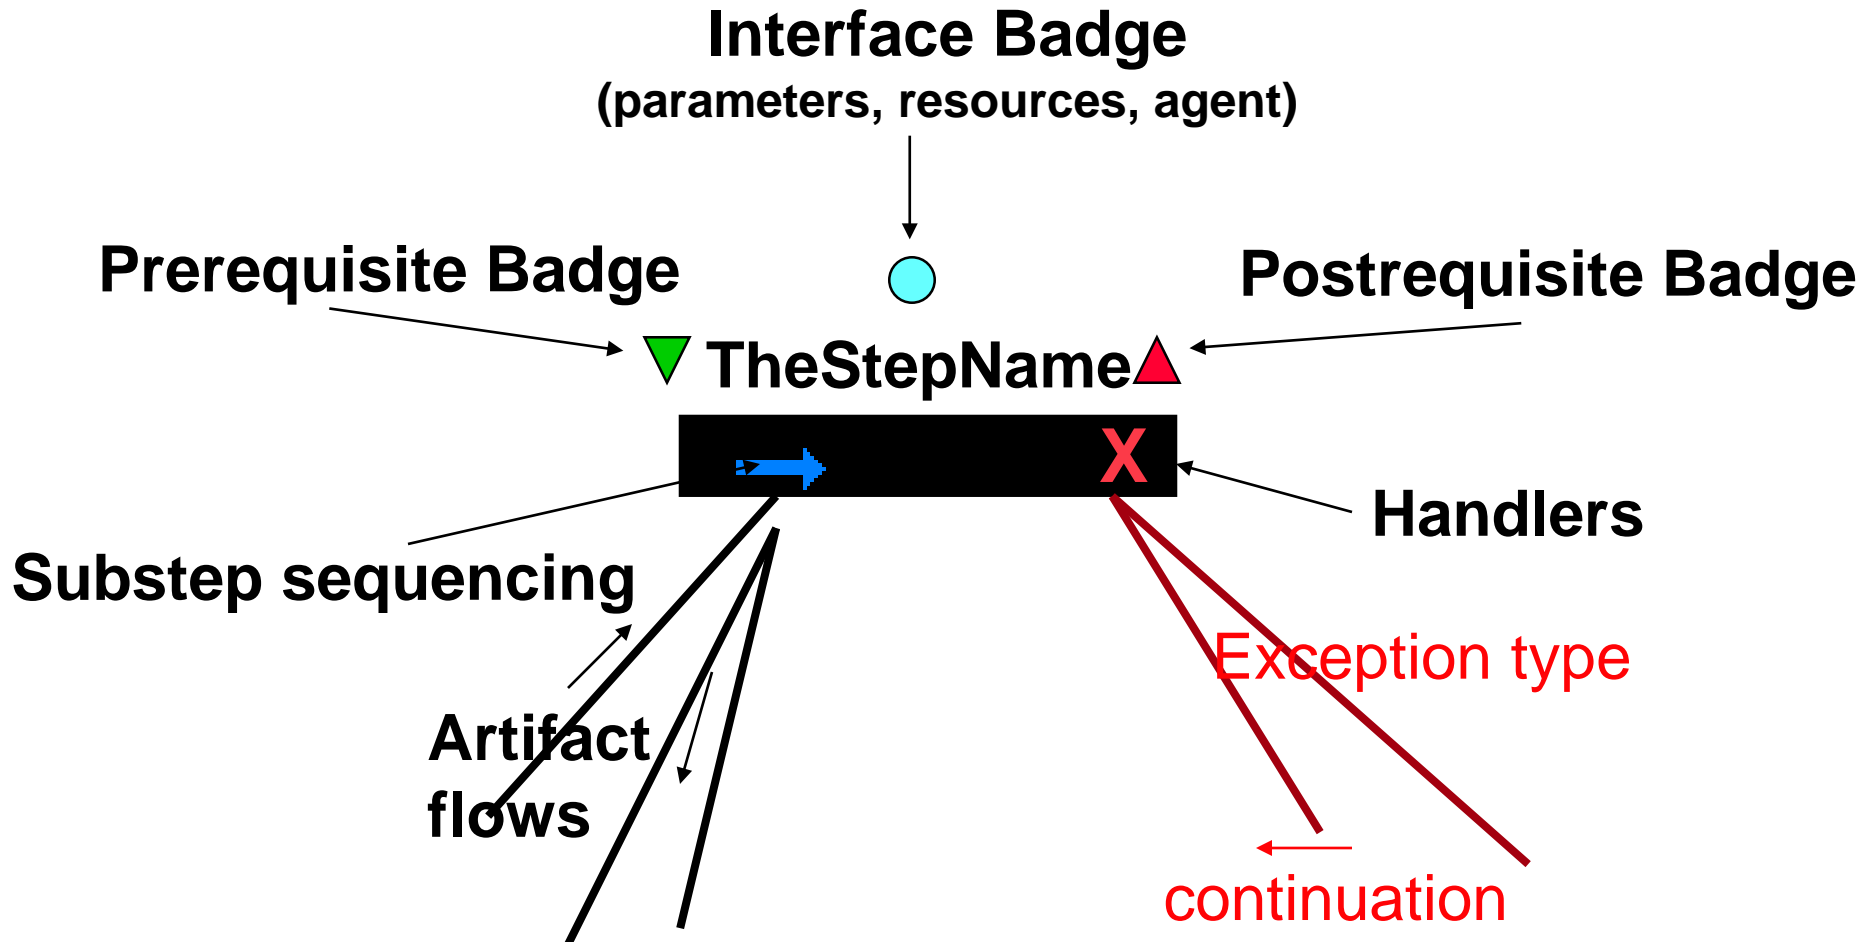 Interface Badge
(parameters, resources, agent)
Prerequisite Badge
Postrequisite Badge
TheStepName
X
Handlers
Substep sequencing
Exception type
Artifact
flows
continuation